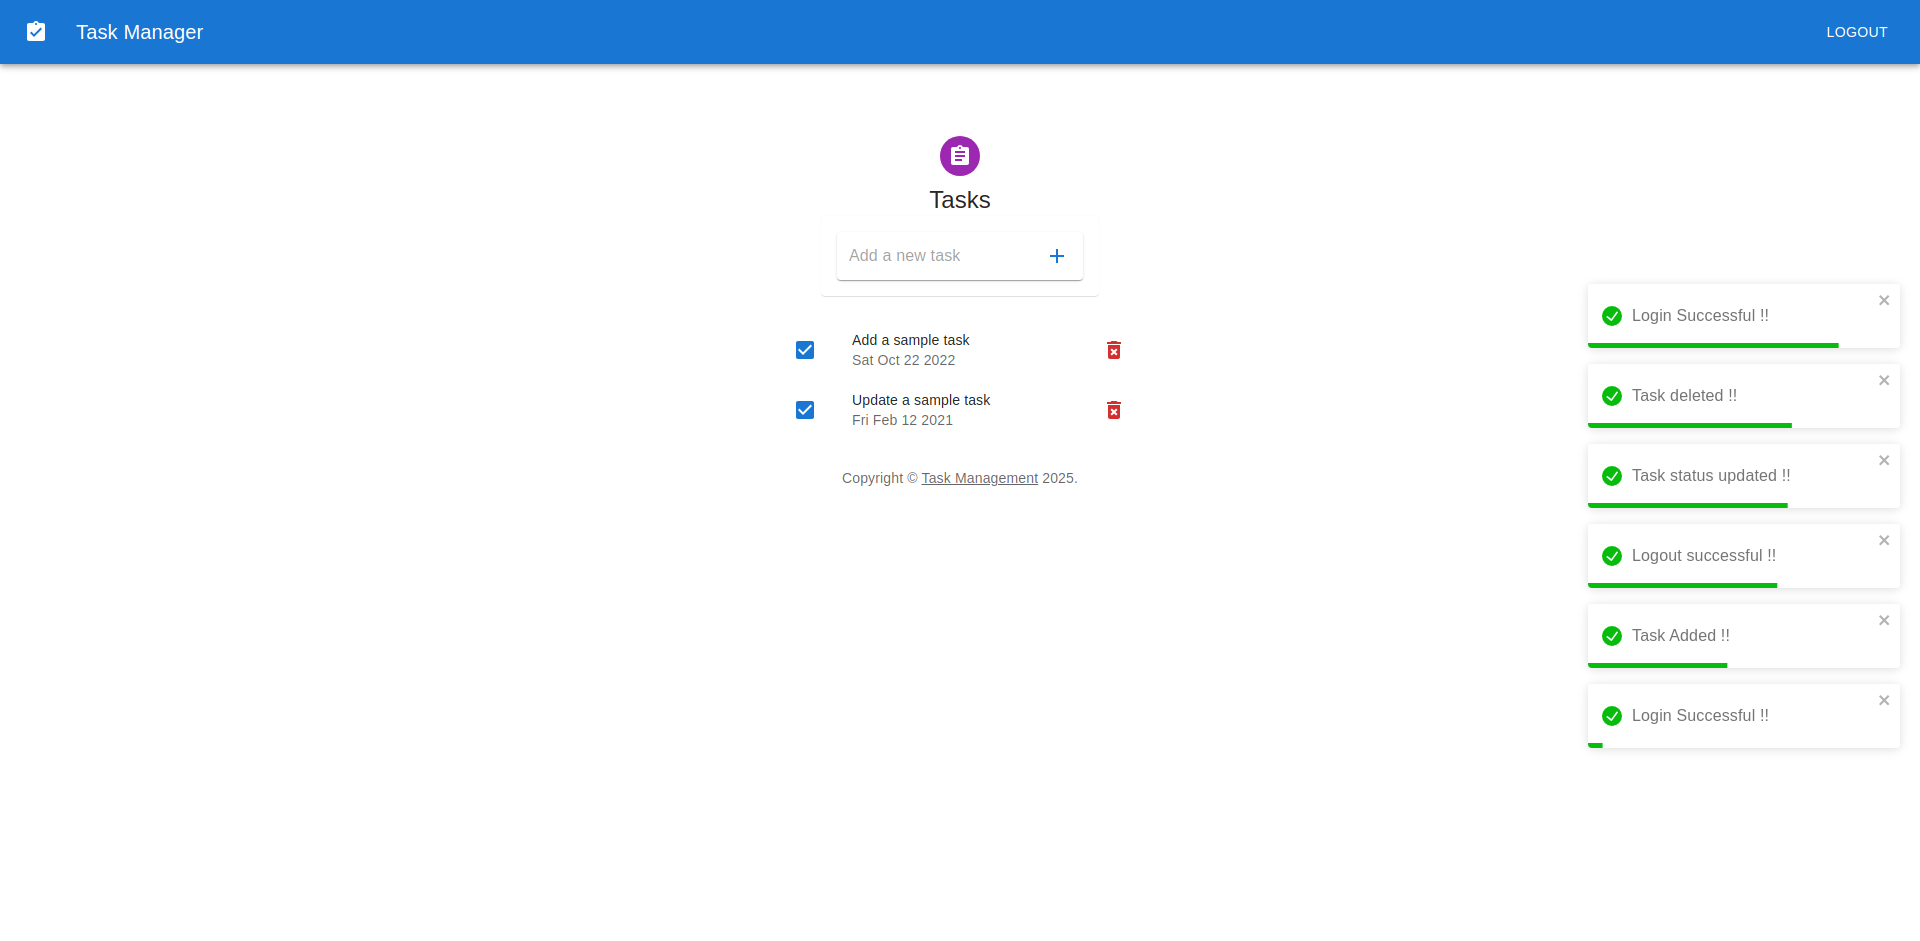 Task Manager
LOGOUT
Tasks
Add a new task
Add a sample task
Sat Oct 22 2022
Update a sample task
Fri Feb 12 2021
Copyright © Task Management 2025.
Login Successful !!
Task deleted !!
Task status updated !!
Logout successful !!
Task Added !!
Login Successful !!